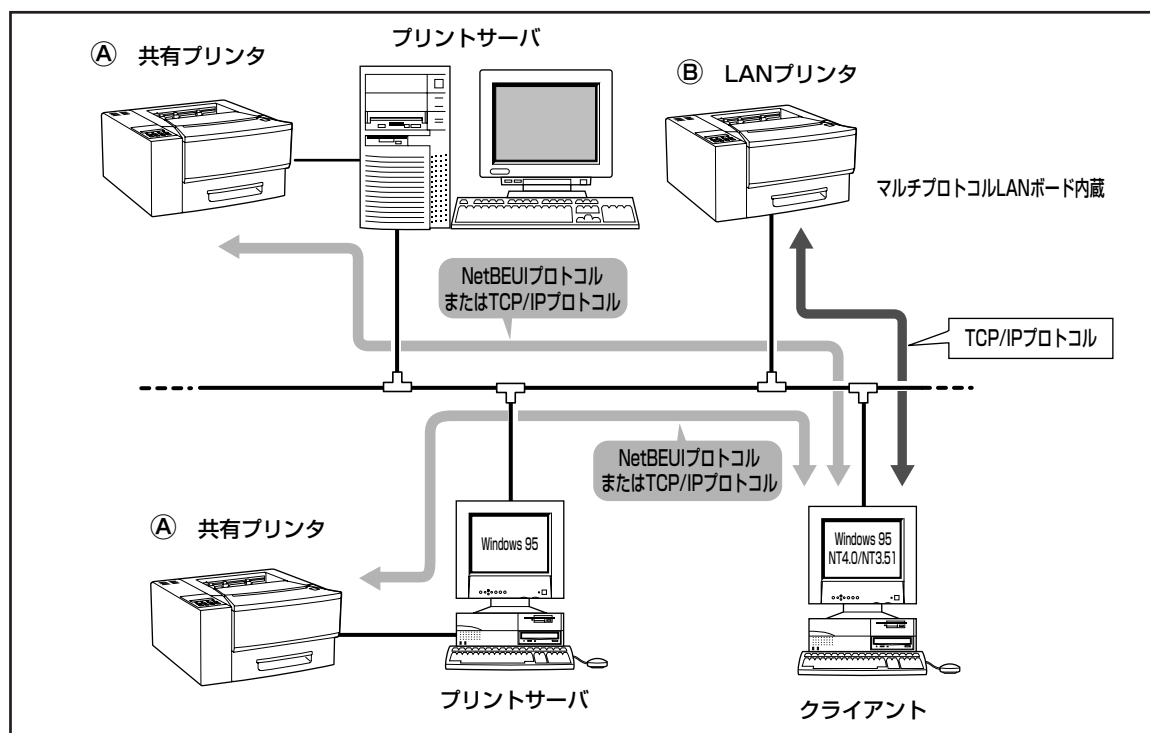 プリントサーバ
Ⓐ 共有プリンタ
Ⓑ LANプリンタ
マルチプロトコルLANボード内蔵
NetBEUIプロトコル
またはTCP/IPプロトコル
TCP/IPプロトコル
NetBEUIプロトコル
またはTCP/IPプロトコル
Ⓐ 共有プリンタ
Windows 95
Windows 95
NT4.0/NT3.51
プリントサーバ
クライアント